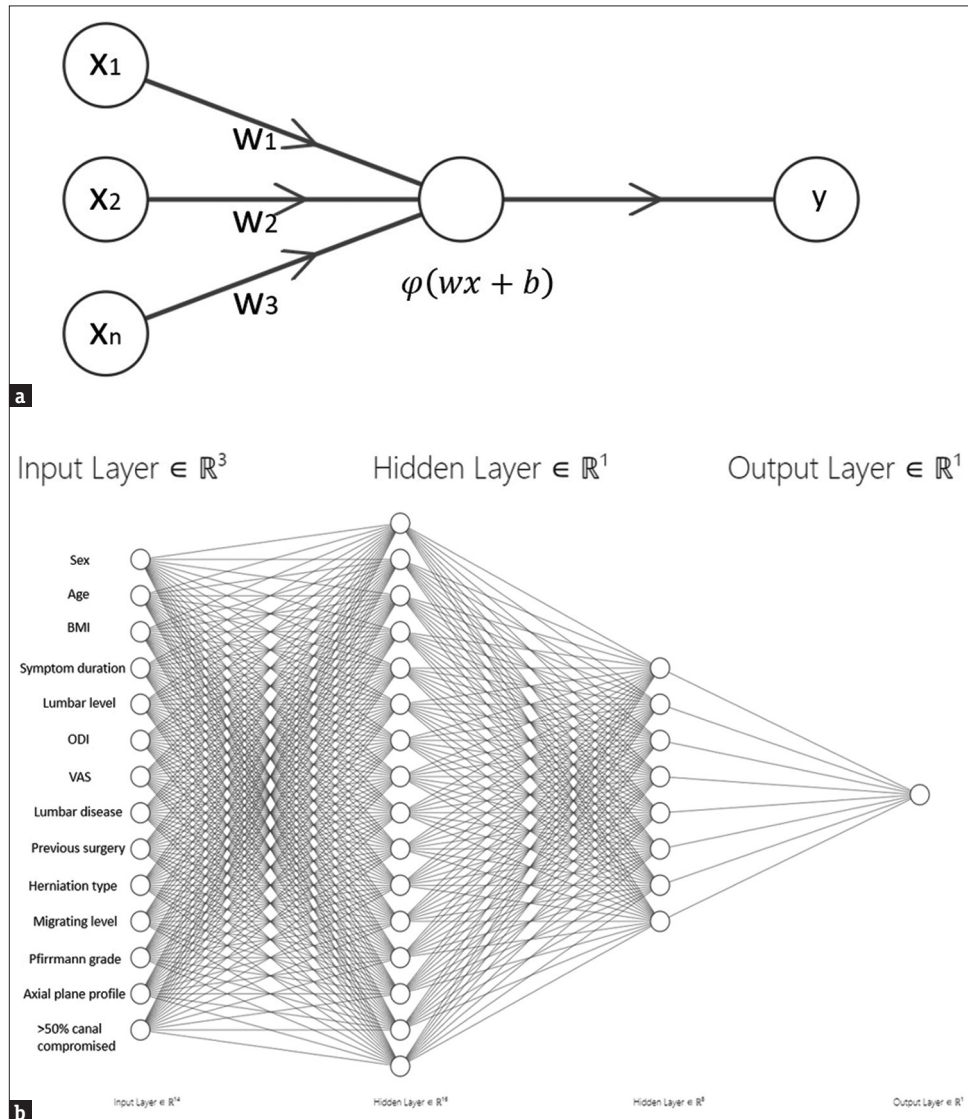 X1
W1
X2
W2
y
φ(wx + b)
W3
Xn
a
Input Layer ∈ ℝ³ Hidden Layer ∈ ℝ¹ Output Layer ∈ ℝ¹
Sex
Age
BMI
Symptom duration
Lumbar level
ODI
VAS
Lumbar disease
Previous surgery
Herniation type
Migrating level
Pfirrmann grade
Axial plane profile
>50% canal
compromised
Input Layer ∈ ℝ¹⁴ Hidden Layer ∈ ℝ¹⁶ Hidden Layer ∈ ℝ⁸ Output Layer ∈ ℝ¹
b